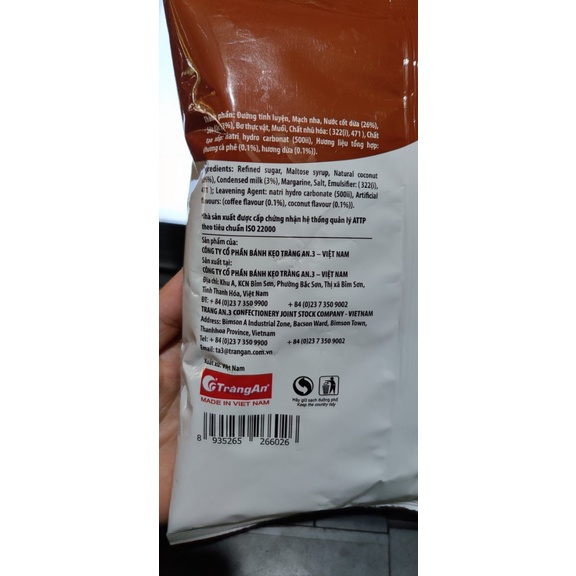 Thành phần: Đường tinh luyện, Mạch nha, Nước cốt dừa (26%),
Bơ thực vật, Muối, Chất nhũ hóa: (322(i), 471), Chất
natri hydro carbonat (500ii), Hương liệu tổng hợp:
hương cà phê (0.1%), hương dừa (0.1%)).
Ingredients: Refined sugar, Maltose syrup, Natural coconut
Condensed milk (3%), Margarine, Salt, Emulsifier: (322(i),
471); Leavening Agent: natri hydro carbonate (500ii), Artificial
flavours: (coffee flavour (0.1%), coconut flavour (0.1%)).
Nhà sản xuất được cấp chứng nhận hệ thống quản lý ATTP
theo tiêu chuẩn ISO 22000
Sản phẩm của:
CÔNG TY CỔ PHẦN BÁNH KẸO TRÀNG AN.3 – VIỆT NAM
Sản xuất tại:
CÔNG TY CỔ PHẦN BÁNH KẸO TRÀNG AN.3 – VIỆT NAM
Địa chỉ: Khu A, KCN Bỉm Sơn, Phường Bắc Sơn, Thị xã Bỉm Sơn,
Tỉnh Thanh Hóa, Việt Nam
ĐT: + 84 (0)23 7 350 9900 + 84 (0)23 7 350 9002
TRANG AN.3 CONFECTIONERY JOINT STOCK COMPANY - VIETNAM
Address: Bimson A Industrial Zone, Bacson Ward, Bimson Town,
Thanhhoa Province, Vietnam
Tel: + 84 (0)23 7 350 9900 + 84 (0)23 7 350 9002
Email: ta3@trangan.com.vn
Xuất xứ: Việt Nam
TràngAn®
MADE IN VIET NAM
Hãy giữ sạch đường phố
Keep the country tidy
8 935265 266026